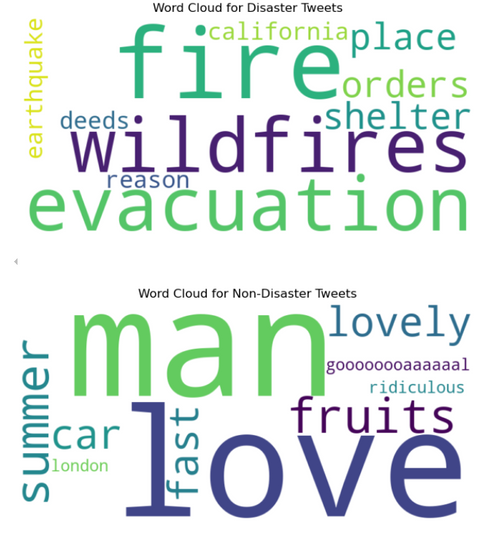 Word Cloud for Disaster Tweets
earthquake
california
fire
place
orders
deeds
shelter
wildfires
reason
evacuation
Word Cloud for Non-Disaster Tweets
man
lovely
goooooooaaaaaal
ridiculous
summer
fruits
car
fast
london
love